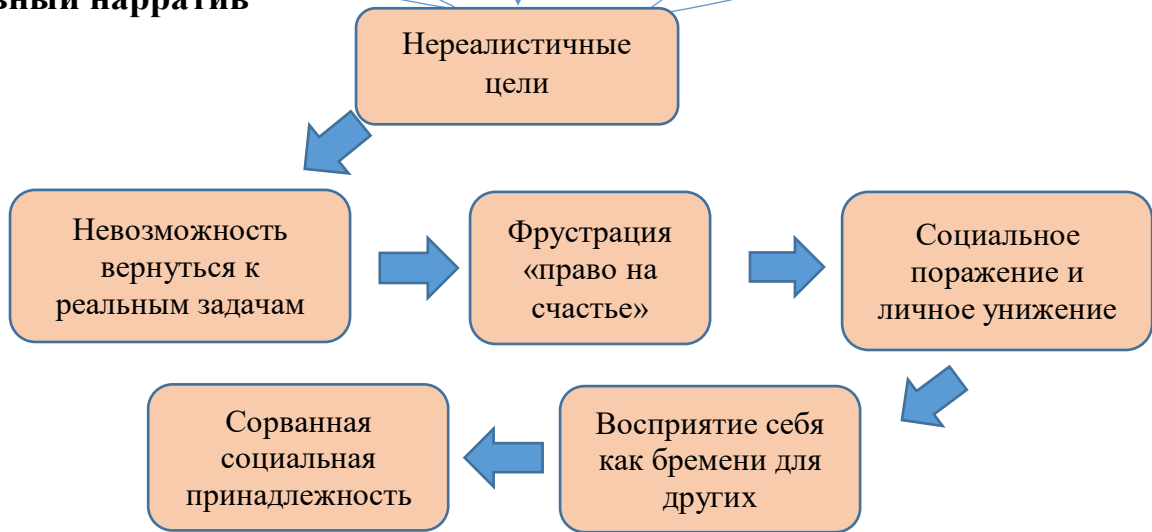 нарратив
Нереалистичные
цели
Невозможность
вернуться к
реальным задачам
Фрустрация
«право на
счастье»
Социальное
поражение и
личное унижение
Восприятие себя
как бремени для
других
Сорванная
социальная
принадлежность